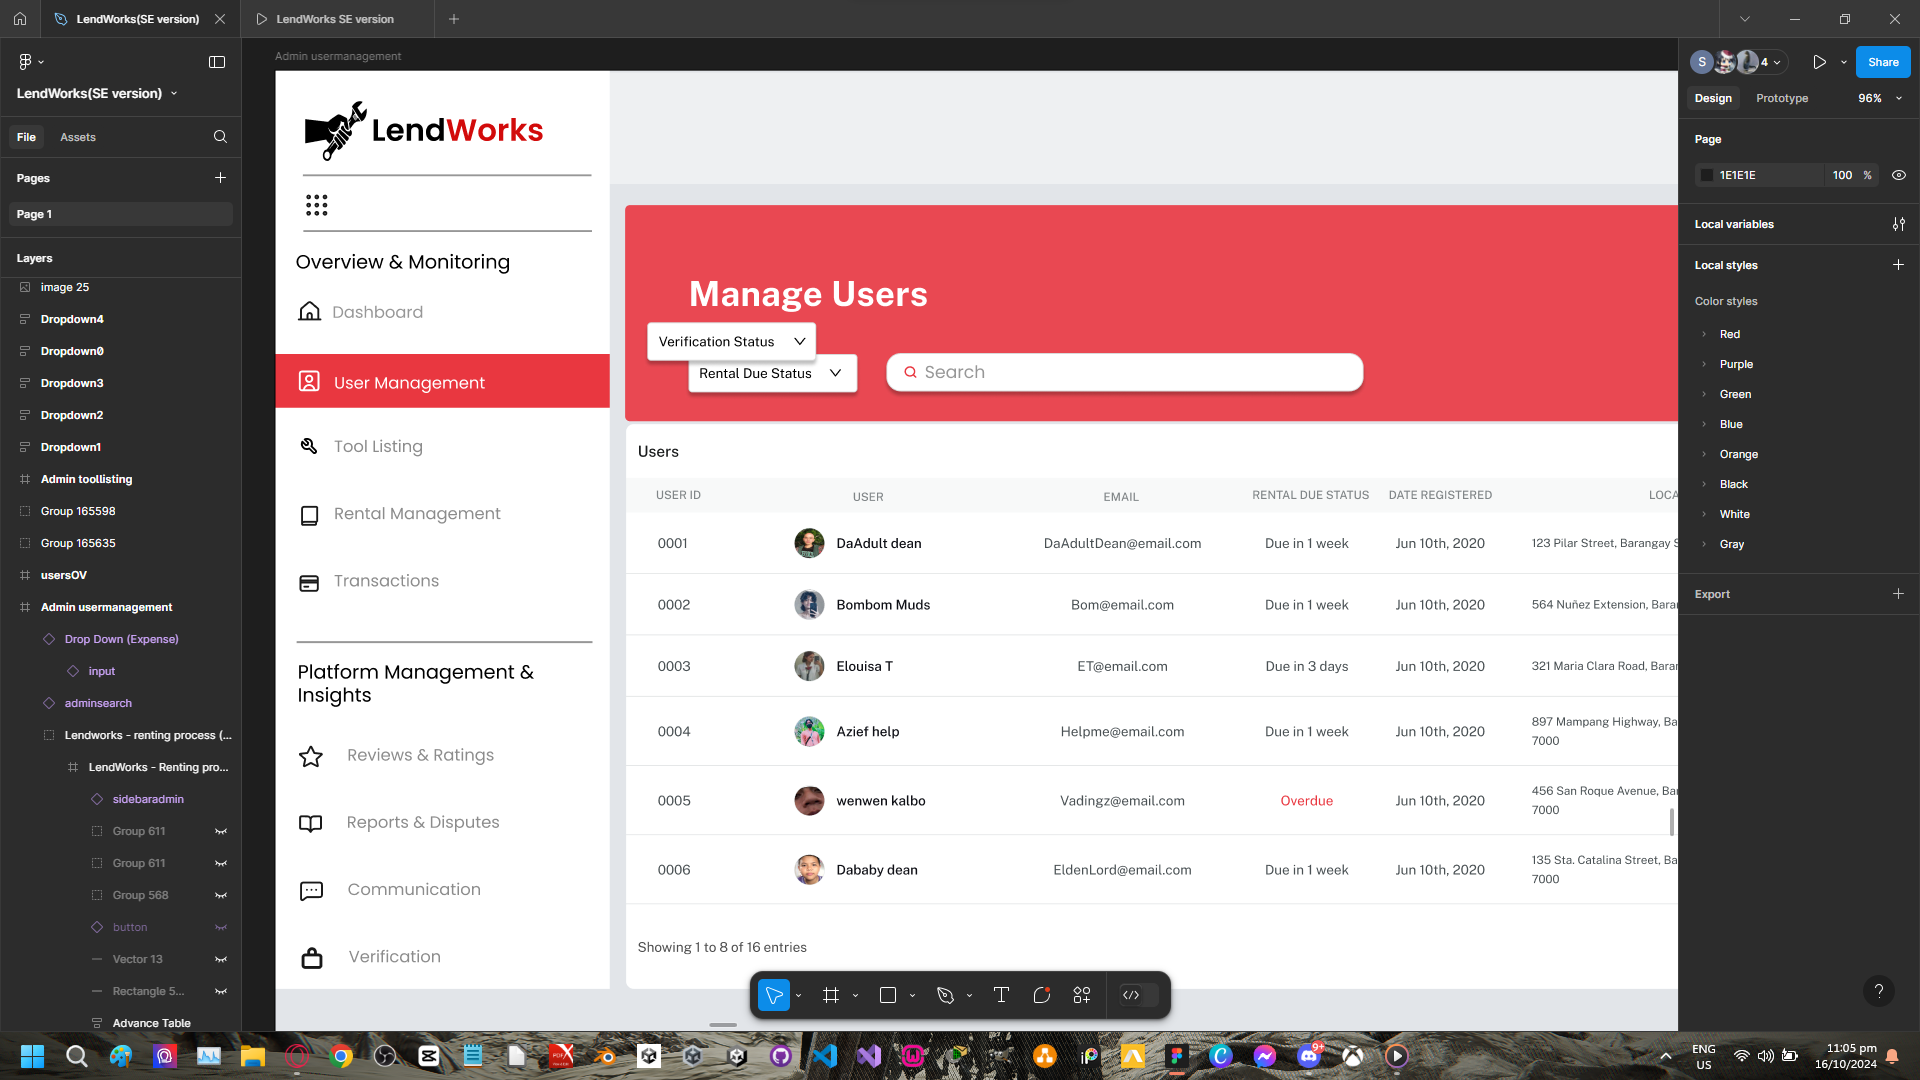 LendWorks(SE version)
LendWorks SE version
LendWorks(SE version)
File
Assets
Pages
Page 1
Layers
image 25
Dropdown4
Dropdown0
Dropdown3
Dropdown2
Dropdown1
Admin toollisting
Group 165598
Group 165635
usersOV
Admin usermanagement
Drop Down (Expense)
input
adminsearch
Lendworks - renting process (...
LendWorks - Renting pro...
sidebaradmin
Group 611
Group 611
Group 568
button
Vector 13
Rectangle 5...
Advance Table
Admin usermanagement
LendWorks
Overview & Monitoring
Dashboard
User Management
Tool Listing
Rental Management
Transactions
Platform Management &
Insights
Reviews & Ratings
Reports & Disputes
Communication
Verification
Manage Users
Verification Status
Rental Due Status
Search
Users
USER ID USER EMAIL RENTAL DUE STATUS DATE REGISTERED LOCA
0001 DaAdult dean DaAdultDean@email.com Due in 1 week Jun 10th, 2020 123 Pilar Street, Barangay S
0002 Bombom Muds Bom@email.com Due in 1 week Jun 10th, 2020 564 Nuñez Extension, Bara
0003 Elouisa T ET@email.com Due in 3 days Jun 10th, 2020 321 Maria Clara Road, Bara
0004 Azief help Helpme@email.com Due in 1 week Jun 10th, 2020 897 Mampang Highway, Ba
7000
0005 wenwen kalbo Vadingz@email.com Overdue Jun 10th, 2020 456 San Roque Avenue, Ba
7000
0006 Dababy dean EldenLord@email.com Due in 1 week Jun 10th, 2020 135 Sta. Catalina Street, Ba
7000
Showing 1 to 8 of 16 entries
S
4
Share
Design
Prototype
96%
Page
1E1E1E 100 %
Local variables
Local styles
Color styles
Red
Purple
Green
Blue
Orange
Black
White
Gray
Export
?
9+
ENG
US
11:05 pm
16/10/2024